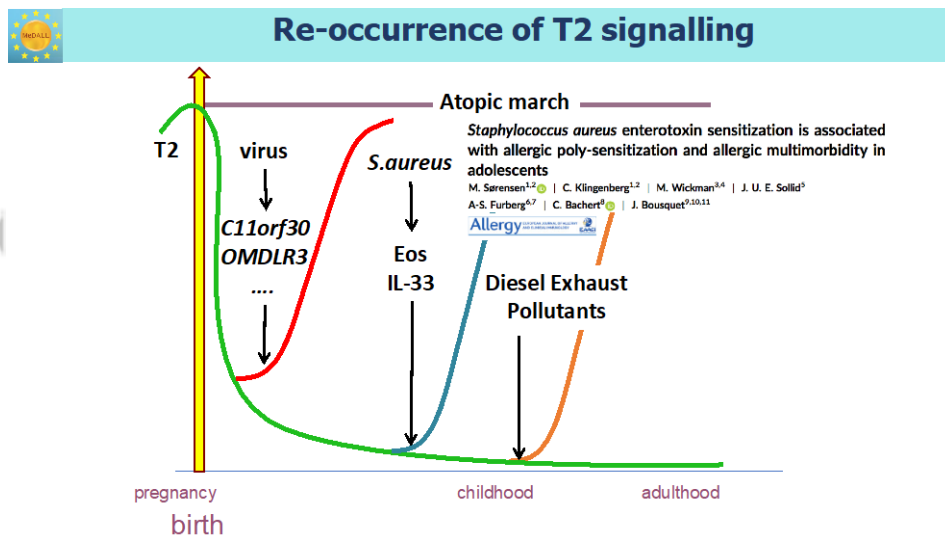 MeDALL
Re-occurrence of T2 signalling
Atopic march
T2
virus
C11orf30
OMDLR3
....
S.aureus
Eos
IL-33
Staphylococcus aureus enterotoxin sensitization is associated
with allergic poly-sensitization and allergic multimorbidity in
adolescents
M. Sørensen1,2 | C. Klingenberg1,2 | M. Wickman3,4 | J. U. E. Sollid5
A-S. Furberg6,7 | C. Bachert8 | J. Bousquet9,10,11
Allergy
Diesel Exhaust
Pollutants
pregnancy
birth
childhood
adulthood